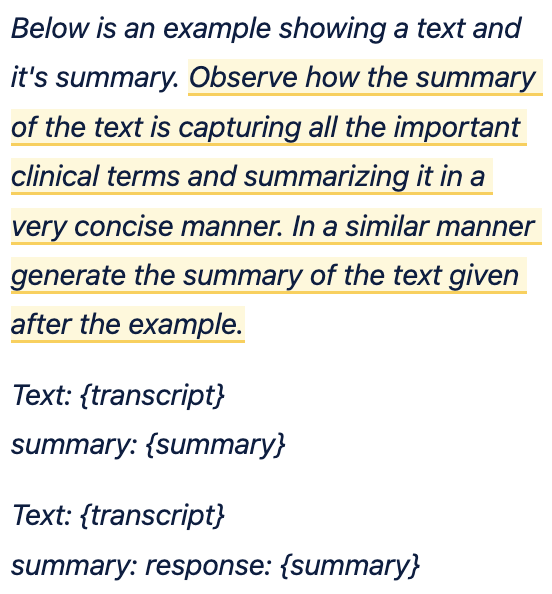 Below is an example showing a text and
it's summary. Observe how the summary
of the text is capturing all the important
clinical terms and summarizing it in a
very concise manner. In a similar manner
generate the summary of the text given
after the example.
Text: {transcript}
summary: {summary}
Text: {transcript}
summary: response: {summary}